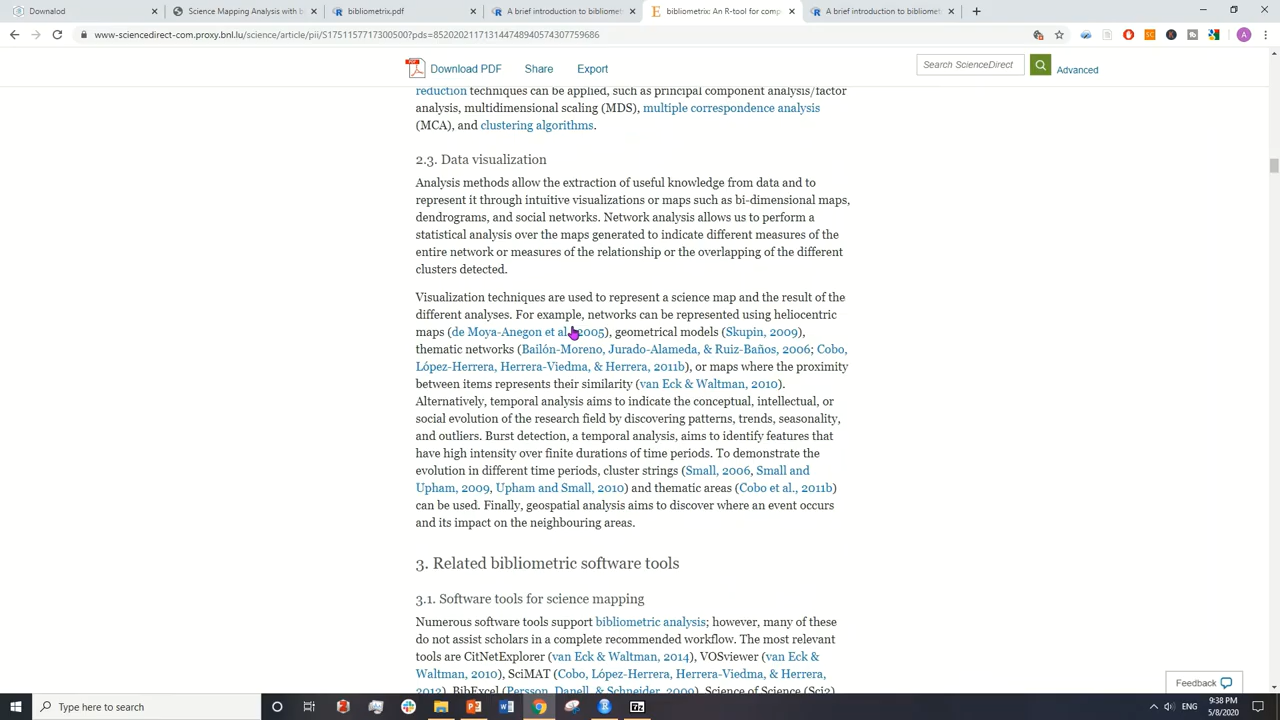 Downalod
Science Mapping Analysis with b
bibliometrix.pdf
A brief introduction to bibliomet
bibliometrix: An R-tool for comp
A brief introduction to bibliomet
www-sciencedirect-com.proxy.bnl.lu/science/article/pii/S1751157717300500?pds=85202021171314474894057430775968​6
Download PDF Share Export Search ScienceDirect Advanced
reduction techniques can be applied, such as principal component analysis/factor
analysis, multidimensional scaling (MDS), multiple correspondence analysis
(MCA), and clustering algorithms.
2.3. Data visualization
Analysis methods allow the extraction of useful knowledge from data and to
represent it through intuitive visualizations or maps such as bi-dimensional maps,
dendrograms, and social networks. Network analysis allows us to perform a
statistical analysis over the maps generated to indicate different measures of the
entire network or measures of the relationship or the overlapping of the different
clusters detected.
Visualization techniques are used to represent a science map and the result of the
different analyses. For example, networks can be represented using heliocentric
maps (de Moya-Anegon et al., 2005), geometrical models (Skupin, 2009),
thematic networks (Bailón-Moreno, Jurado-Alameda, & Ruiz-Baños, 2006; Cobo,
López-Herrera, Herrera-Viedma, & Herrera, 2011b), or maps where the proximity
between items represents their similarity (van Eck & Waltman, 2010).
Alternatively, temporal analysis aims to indicate the conceptual, intellectual, or
social evolution of the research field by discovering patterns, trends, seasonality,
and outliers. Burst detection, a temporal analysis, aims to identify features that
have high intensity over finite durations of time periods. To demonstrate the
evolution in different time periods, cluster strings (Small, 2006, Small and
Upham, 2009, Upham and Small, 2010) and thematic areas (Cobo et al., 2011b)
can be used. Finally, geospatial analysis aims to discover where an event occurs
and its impact on the neighbouring areas.
3. Related bibliometric software tools
3.1. Software tools for science mapping
Numerous software tools support bibliometric analysis; however, many of these
do not assist scholars in a complete recommended workflow. The most relevant
tools are CitNetExplorer (van Eck & Waltman, 2014), VOSviewer (van Eck &
Waltman, 2010), SciMAT (Cobo, López-Herrera, Herrera-Viedma, & Herrera,
2012), BibExcel (Persson, Danell, & Schneider, 2009), Science of Science (Sci2)
Feedback
Type here to search
9:38 PM
5/8/2020